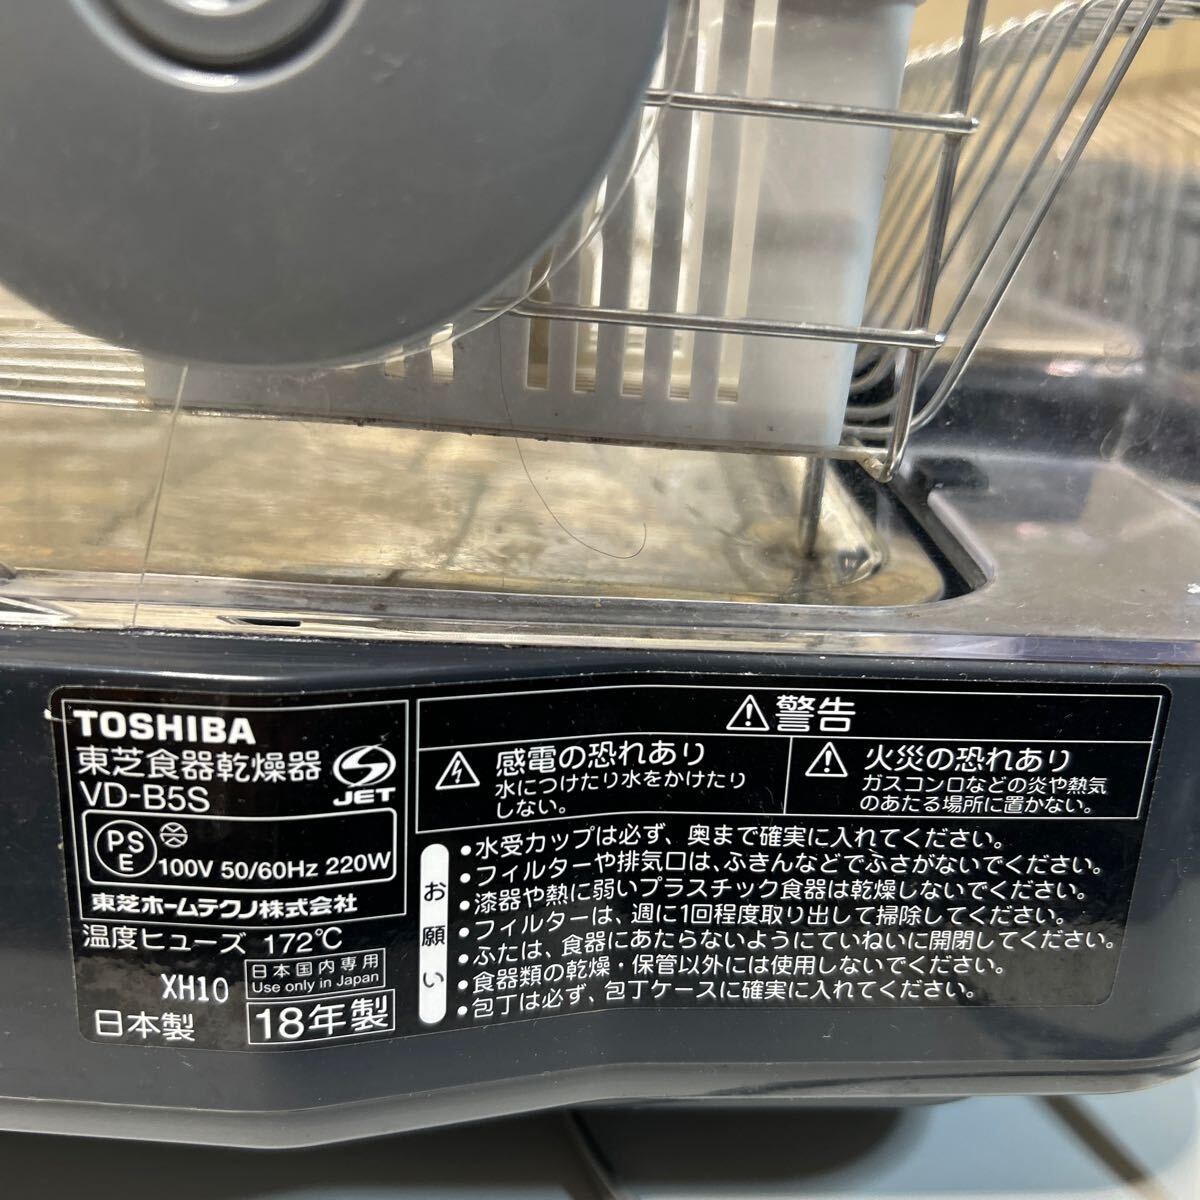 TOSHIBA
東芝食器乾燥器
VD-B5S
JET
PS
E
100V 50/60Hz 220W
東芝ホームテクノ株式会社
温度ヒューズ 172℃
XH10
日本国内専用
Use only in Japan
日本製
18年製
⚠警告
感電の恐れあり
水につけたり水をかけたり
しない。
火災の恐れあり
ガスコンロなどの炎や熱気
のあたる場所に置かない。
お願い
•水受カップは必ず、奥まで確実に入れてください。
•フィルターや排気口は、ふきんなどでふさがないでください。
•漆器や熱に弱いプラスチック食器は乾燥しないでください。
•フィルターは、週に1回程度取り出して掃除してください。
•ふたは、食器にあたらないようにていねいに開閉してください。
•食器類の乾燥・保管以外には使用しないでください。
•包丁は必ず、包丁ケースに確実に入れてください。